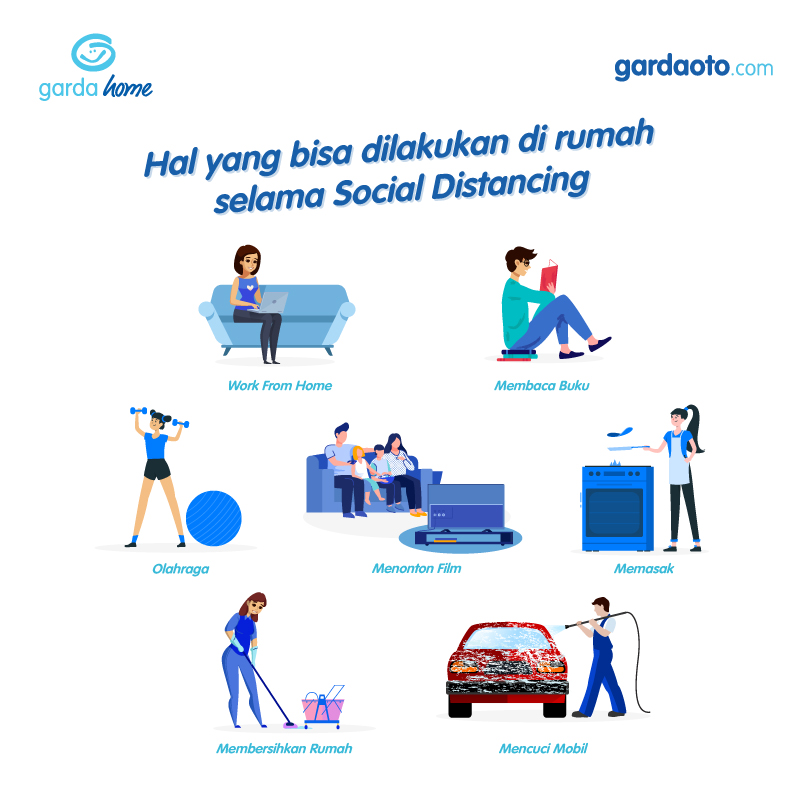 garda home
gardaoto.com
Hal yang bisa dilakukan di rumah
selama Social Distancing
Work From Home
Membaca Buku
Olahraga
Menonton Film
Memasak
Membersihkan Rumah
Mencuci Mobil